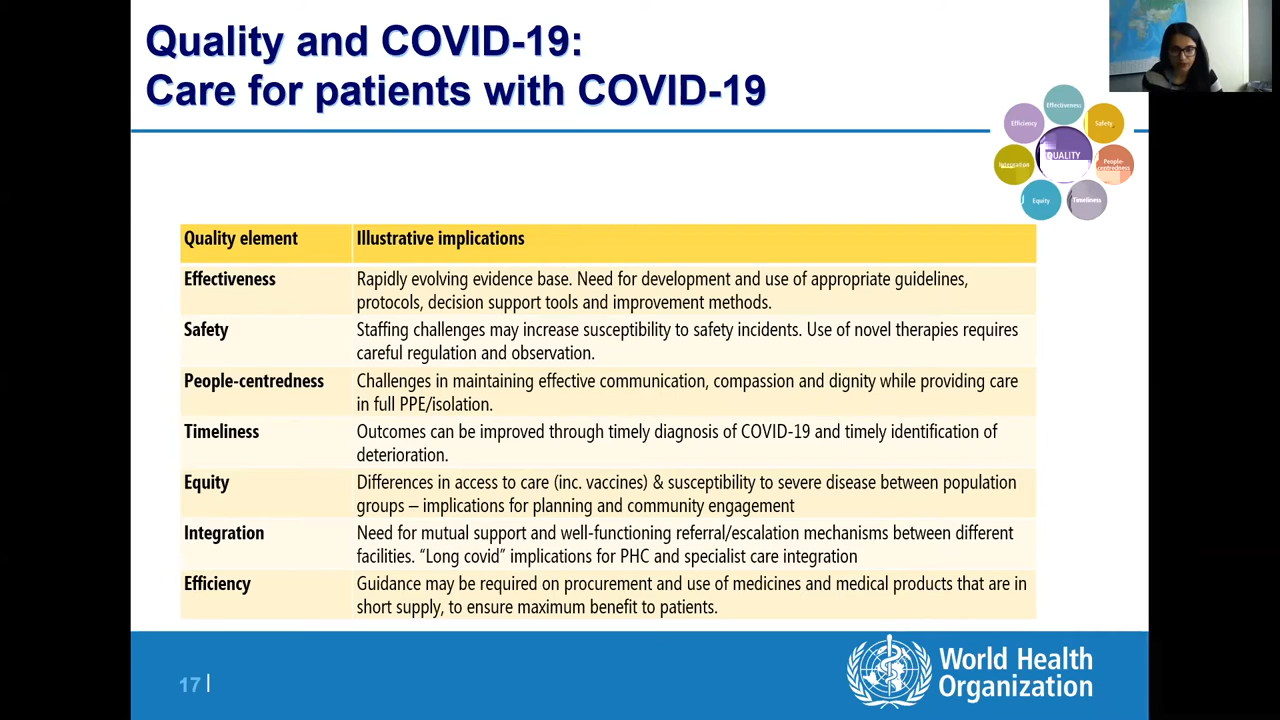 Quality and COVID-19:
Care for patients with COVID-19
Effectiveness
Efficiency
Safety
QUALITY
Integration
People-
centredness
Equity
Timeliness
Quality element
Illustrative implications
Effectiveness
Rapidly evolving evidence base. Need for development and use of appropriate guidelines,
protocols, decision support tools and improvement methods.
Safety
Staffing challenges may increase susceptibility to safety incidents. Use of novel therapies requires
careful regulation and observation.
People-centredness
Challenges in maintaining effective communication, compassion and dignity while providing care
in full PPE/isolation.
Timeliness
Outcomes can be improved through timely diagnosis of COVID-19 and timely identification of
deterioration.
Equity
Differences in access to care (inc. vaccines) & susceptibility to severe disease between population
groups – implications for planning and community engagement
Integration
Need for mutual support and well-functioning referral/escalation mechanisms between different
facilities. “Long covid” implications for PHC and specialist care integration
Efficiency
Guidance may be required on procurement and use of medicines and medical products that are in
short supply, to ensure maximum benefit to patients.
17 |
World Health
Organization